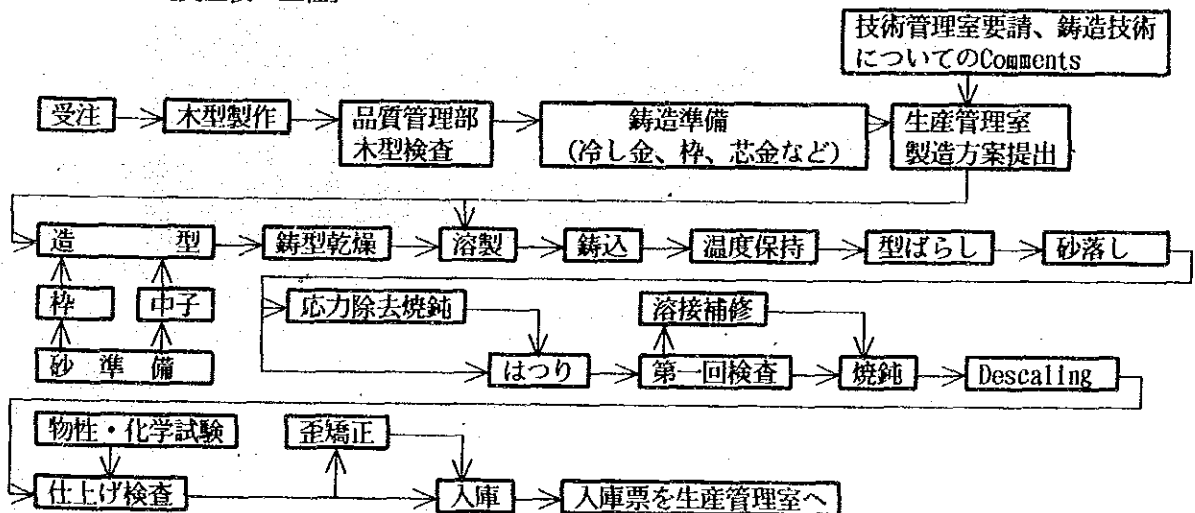 技術管理室要請、鋳造技術
についてのComments
受注
木型製作
品質管理部
木型検査
鋳造準備
(冷し金、枠、芯金など)
生産管理室
製造方案提出
造型
鋳型乾燥
溶製
鋳込
温度保持
型ばらし
砂落し
枠
中子
砂準備
応力除去焼鈍
溶接補修
はつり
第一回検査
焼鈍
Descaling
物性・化学試験
歪矯正
仕上げ検査
入庫
入庫票を生産管理室へ